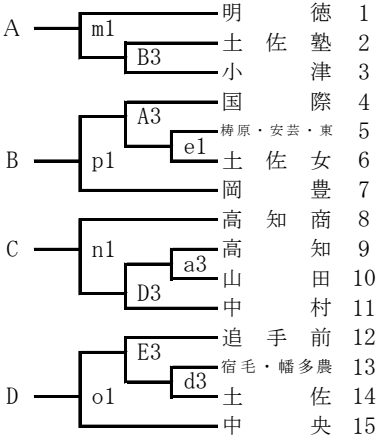 明徳 1
A m1
土佐塾 2
B3
小津 3
国際 4
A3
梼原・安芸・東 5
e1
B p1 土佐女 6
岡豊 7
高知商 8
C n1 高知 9
a3
山田 10
D3
中村 11
追手前 12
E3
宿毛・幡多農 13
d3
D o1 土佐 14
中央 15